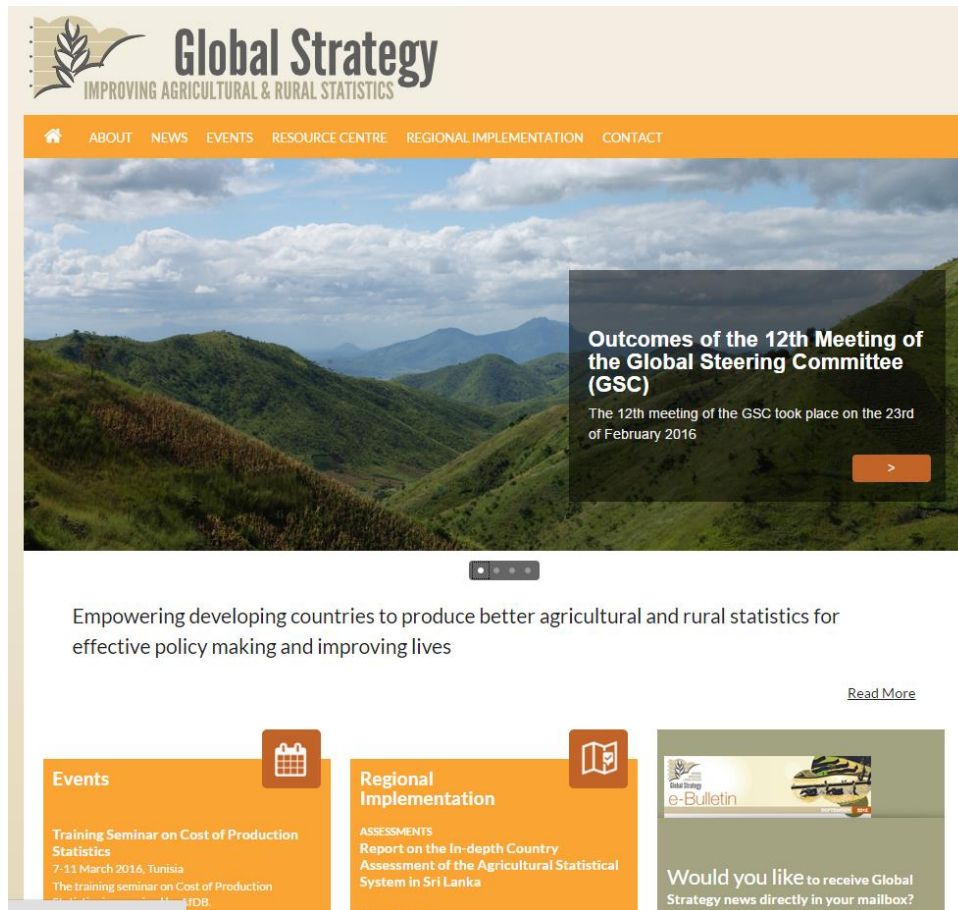 Global Strategy
IMPROVING AGRICULTURAL & RURAL STATISTICS
ABOUT NEWS EVENTS RESOURCE CENTRE REGIONAL IMPLEMENTATION CONTACT
Outcomes of the 12th Meeting of
the Global Steering Committee
(GSC)
The 12th meeting of the GSC took place on the 23rd
of February 2016
>
Empowering developing countries to produce better agricultural and rural statistics for
effective policy making and improving lives
Read More
Events
Training Seminar on Cost of Production
Statistics
7-11 March 2016, Tunisia
The training seminar on Cost of Production
Regional
Implementation
ASSESSMENTS
Report on the In-depth Country
Assessment of the Agricultural Statistical
System in Sri Lanka
Global Strategy
e-Bulletin
SEPTEMBER
Would you like to receive Global
Strategy news directly in your mailbox?